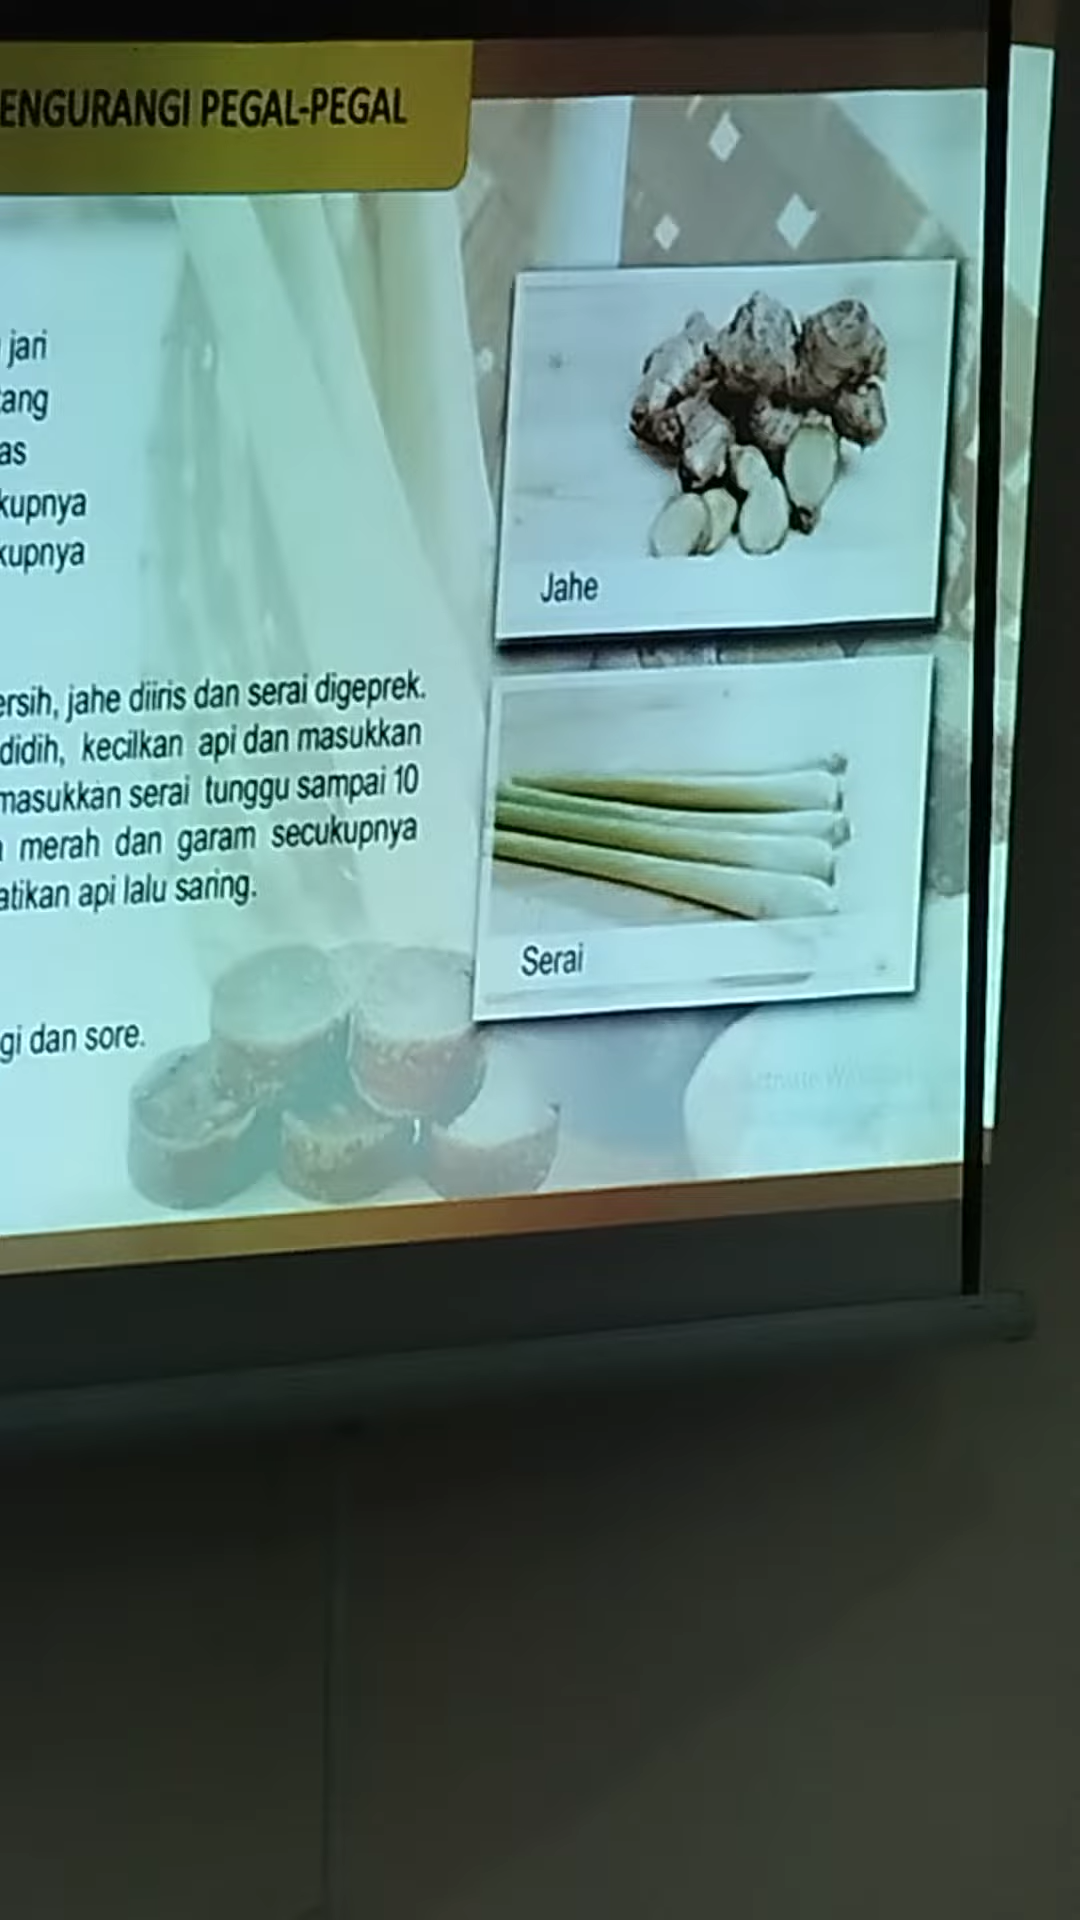 ENGURANGI PEGAL-PEGAL
jari
tang
as
kupnya
kupnya
ersih, jahe diiris dan serai digeprek.
didih, kecilkan api dan masukkan
masukkan serai tunggu sampai 10
merah dan garam secukupnya
atikan api lalu saring.
gi dan sore.
Jahe
Serai